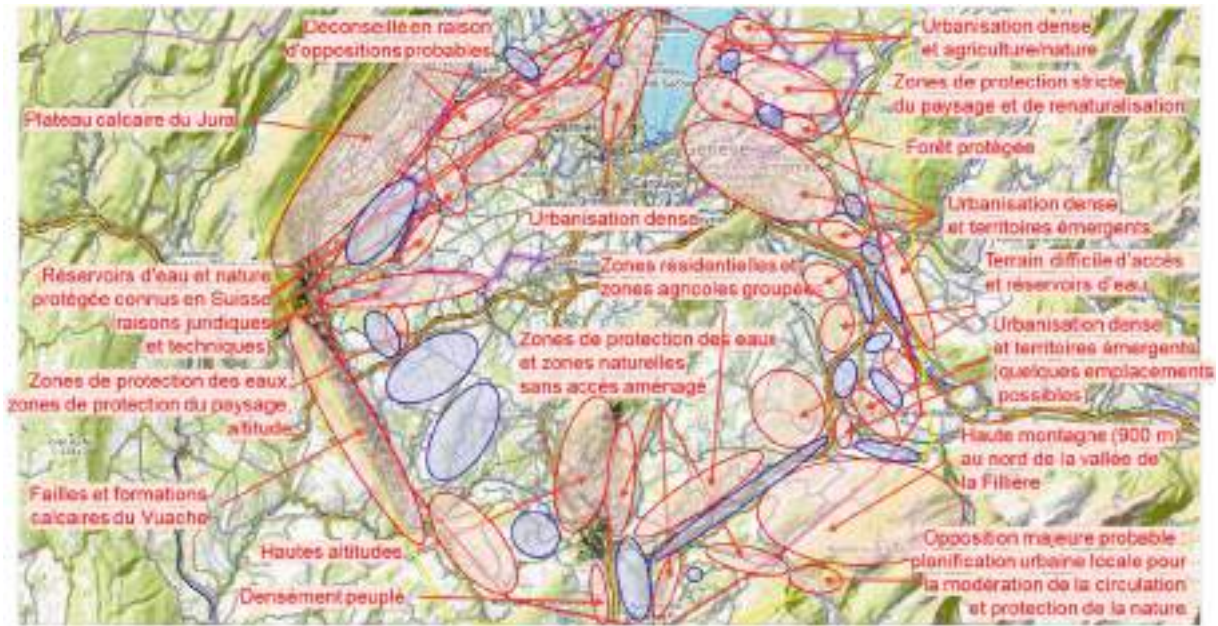 Déconseillé en raison
d'oppositions probables
Urbanisation dense
et agriculture/nature
Zones de protection stricte
du paysage et de renaturalisation
Plateau calcaire du Jura
Forêt protégée
Genève
Urbanisation dense
Urbanisation dense
et territoires émergents
Réservoirs d'eau et nature
protégée connus en Suisse
raisons juridiques
et techniques)
Zones résidentielles et
zones agricoles groupée
Terrain difficile d'accès
et réservoirs d'eau
Zones de protection des eaux
et zones naturelles
sans accès aménagé
Urbanisation dense
et territoires émergents
(quelques emplacements
possibles)
Zones de protection des eaux,
zones de protection du paysage,
altitude
Haute montagne (900 m)
au nord de la vallée de
la Fillière
Failles et formations
calcaires du Vuache
Hautes altitudes
Densément peuplé
Opposition majeure probable :
planification urbaine locale pour
la modération de la circulation
et protection de la nature